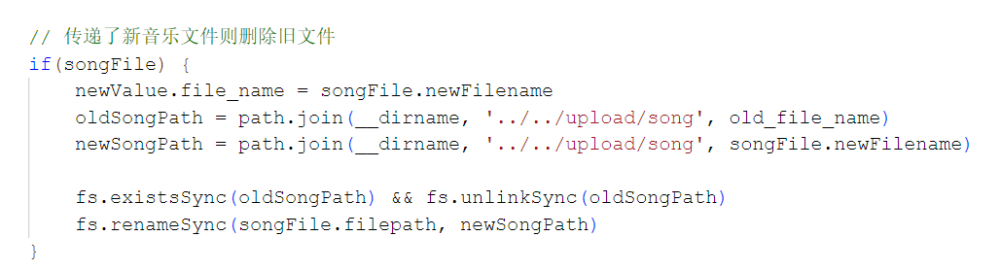 // 传递了新音乐文件则删除旧文件
if(songFile) {
    newValue.file_name = songFile.newFilename
    oldSongPath = path.join(__dirname, '../../upload/song', old_file_name)
    newSongPath = path.join(__dirname, '../../upload/song', songFile.newFilename)

    fs.existsSync(oldSongPath) && fs.unlinkSync(oldSongPath)
    fs.renameSync(songFile.filepath, newSongPath)
}